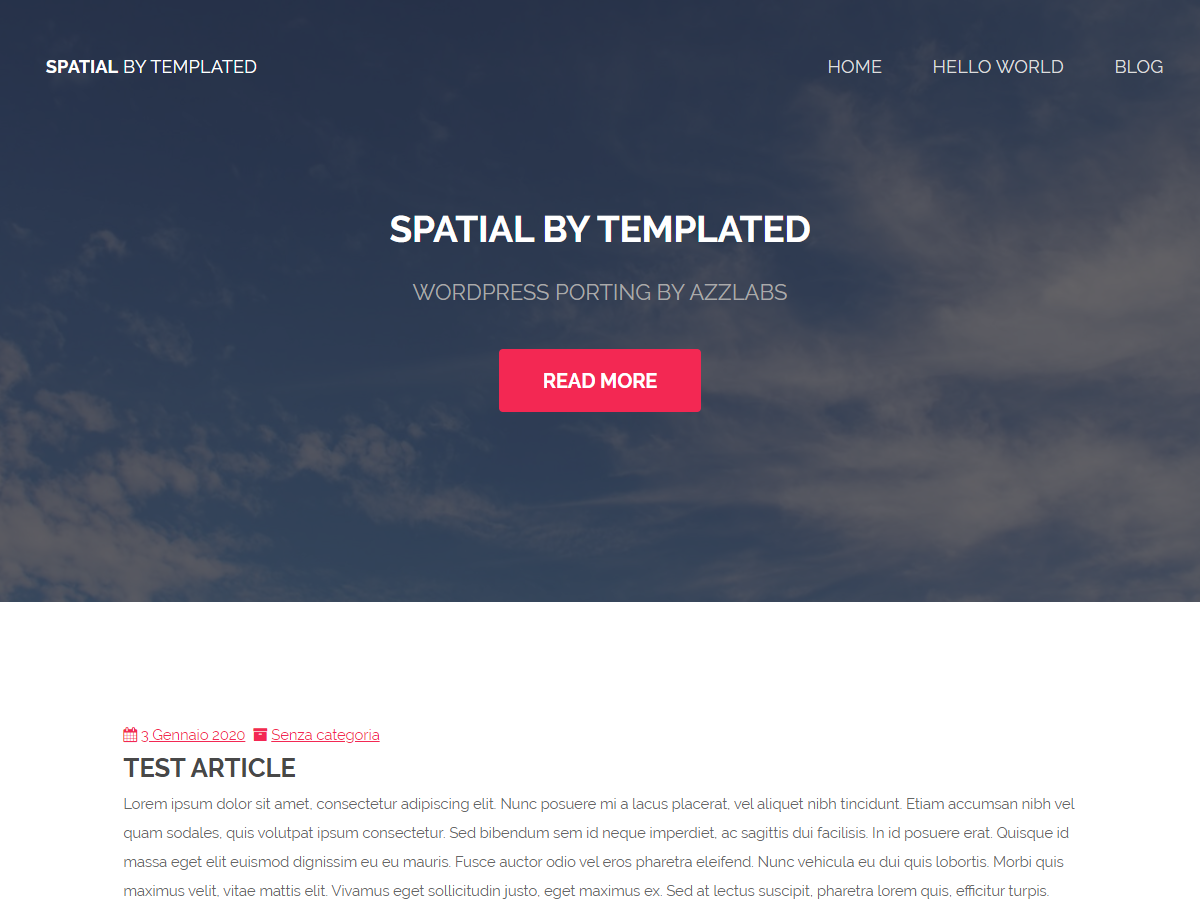 SPATIAL BY TEMPLATED
HOME HELLO WORLD BLOG
SPATIAL BY TEMPLATED
WORDPRESS PORTING BY AZZLABS
READ MORE
3 Gennaio 2020 Senza categoria
TEST ARTICLE
Lorem ipsum dolor sit amet, consectetur adipiscing elit. Nunc posuere mi a lacus placerat, vel aliquet nibh tincidunt. Etiam accumsan nibh vel
quam sodales, quis volutpat ipsum consectetur. Sed bibendum sem id neque imperdiet, ac sagittis dui facilisis. In id posuere erat. Quisque id
massa eget elit euismod dignissim eu eu mauris. Fusce auctor odio vel eros pharetra eleifend. Nunc vehicula eu dui quis lobortis. Morbi quis
maximus velit, vitae mattis elit. Vivamus eget sollicitudin justo, eget maximus ex. Sed at lectus suscipit, pharetra lorem quis, efficitur turpis.